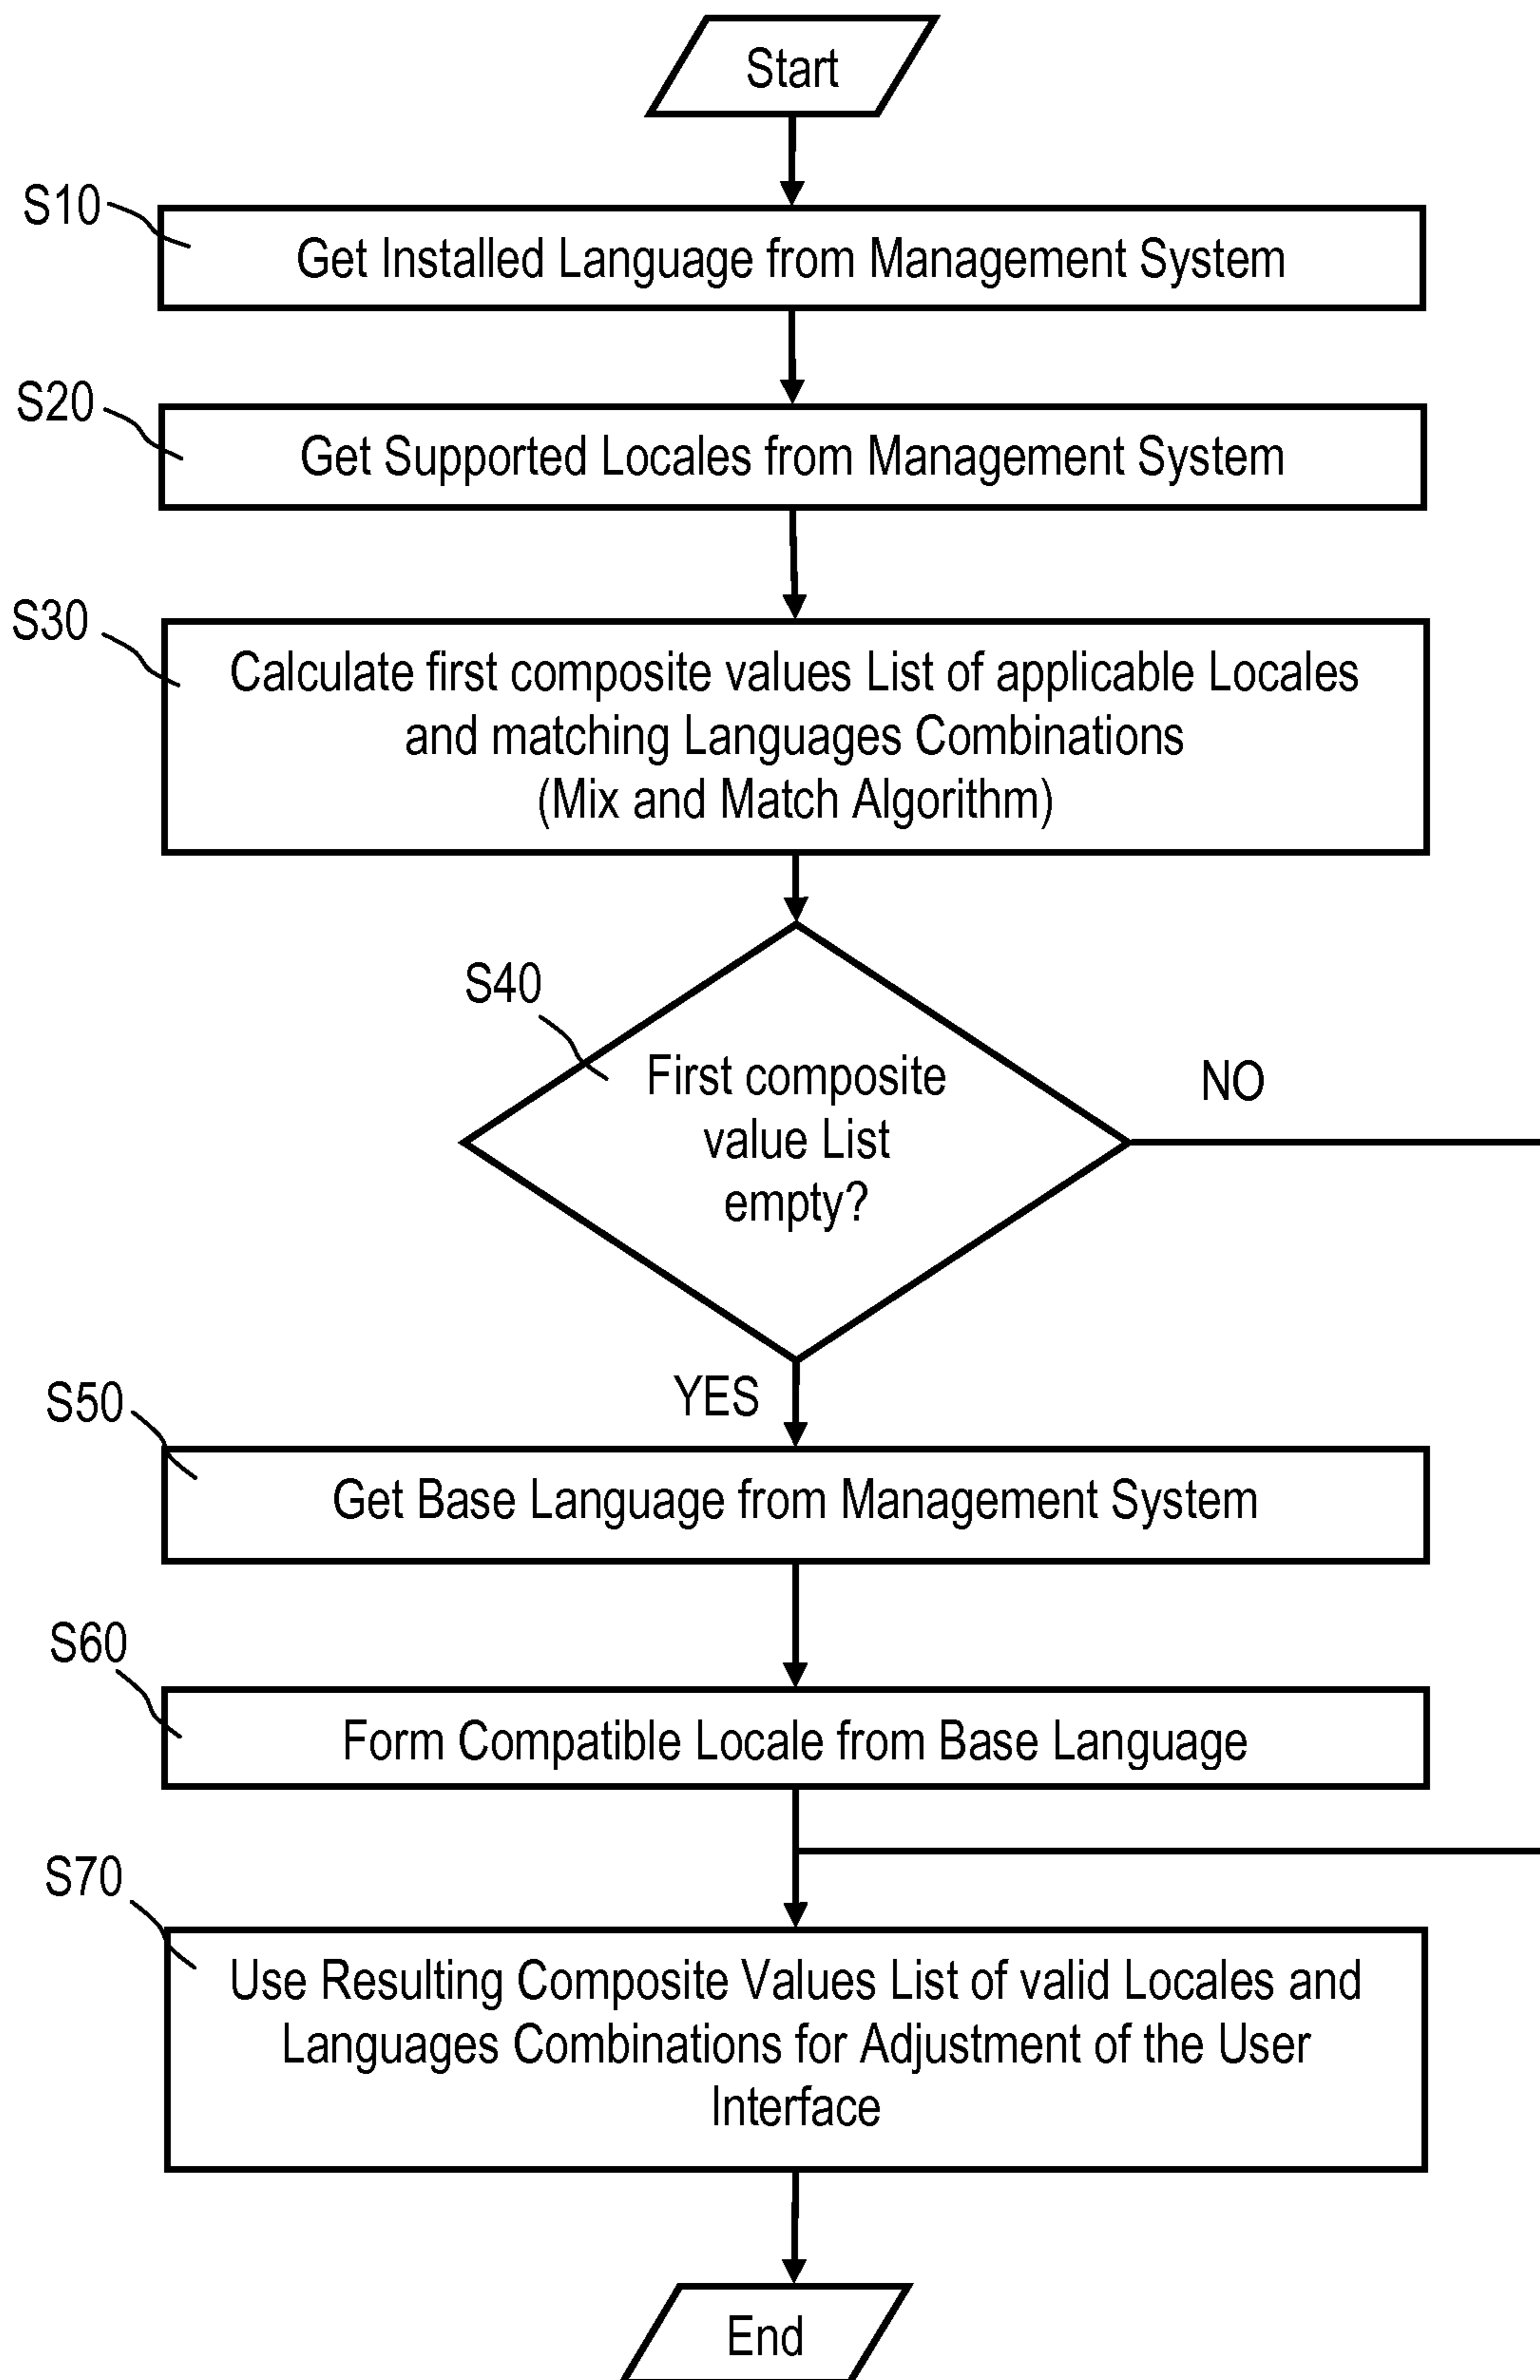 Start
S10
Get Installed Language from Management System
S20
Get Supported Locales from Management System
S30
Calculate first composite values List of applicable Locales
and matching Languages Combinations
(Mix and Match Algorithm)
S40
First composite
value List
empty?
NO
YES
S50
Get Base Language from Management System
S60
Form Compatible Locale from Base Language
S70
Use Resulting Composite Values List of valid Locales and
Languages Combinations for Adjustment of the User
Interface
End